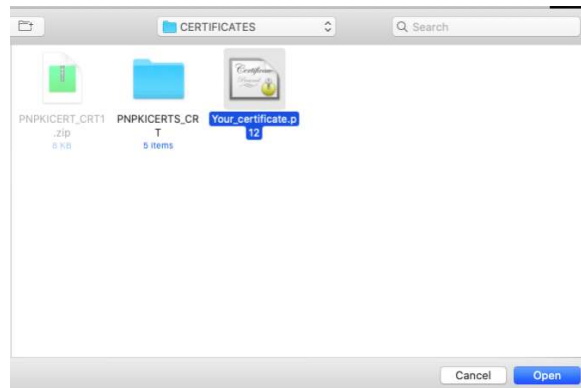 CERTIFICATES
Search
PNPKICERT_CRT1
.zip
8 KB
PNPKICERTS_CR
T
5 items
Your_certificate.p
12
Cancel
Open